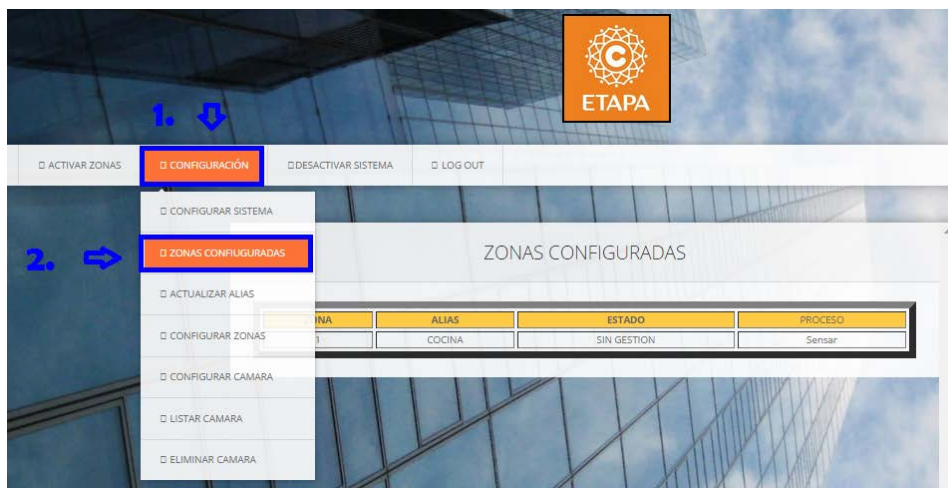 ETAPA
1.
ACTIVAR ZONAS CONFIGURACIÓN DESACTIVAR SISTEMA LOG OUT
CONFIGURAR SISTEMA
2. ZONAS CONFIUGURADAS
ACTUALIZAR ALIAS
CONFIGURAR ZONAS
CONFIGURAR CAMARA
LISTAR CAMARA
ELIMINAR CAMARA
ZONAS CONFIGURADAS
ALIAS ESTADO PROCESO
1 COCINA SIN GESTION Sensar